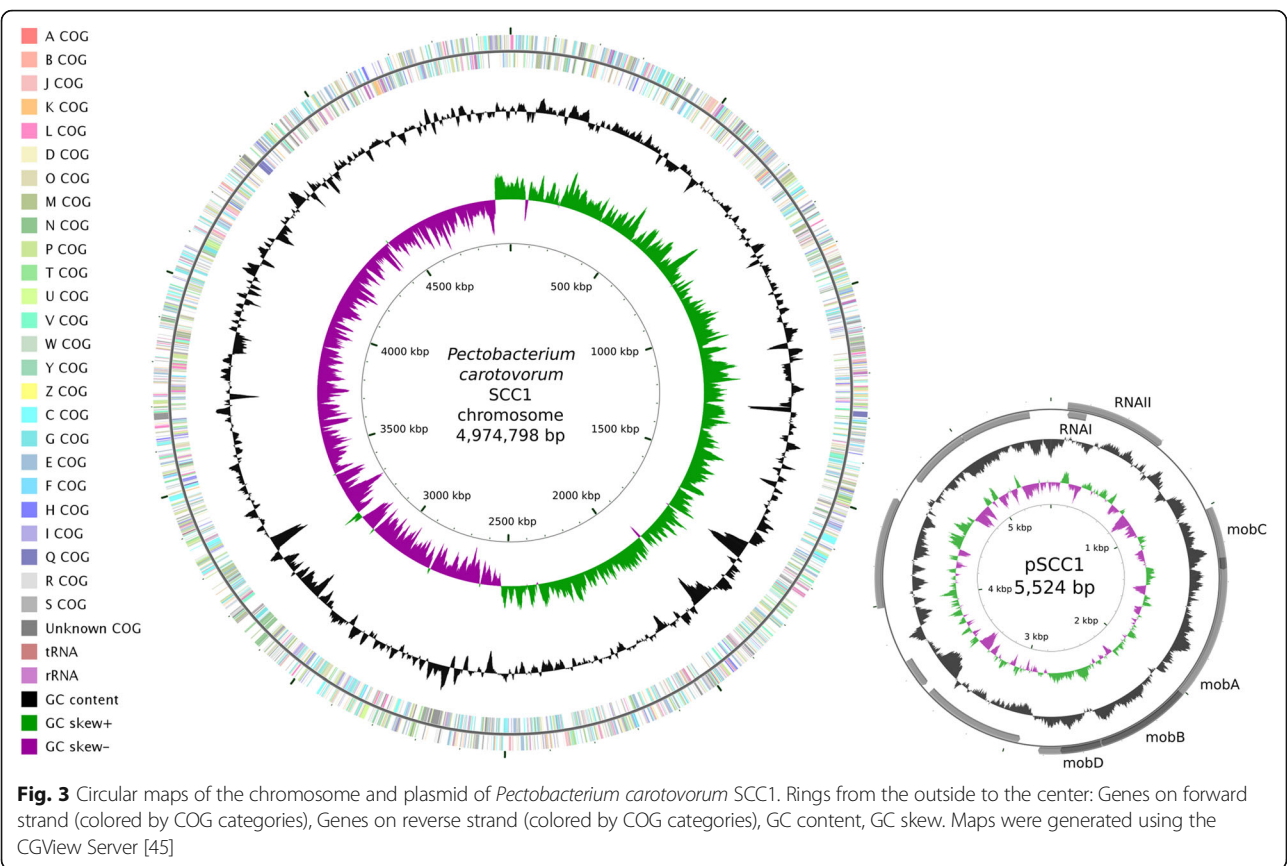 A COG
B COG
J COG
K COG
L COG
D COG
O COG
M COG
N COG
P COG
T COG
U COG
V COG
W COG
Y COG
Z COG
C COG
G COG
E COG
F COG
H COG
I COG
Q COG
R COG
S COG
Unknown COG
tRNA
rRNA
GC content
GC skew+
GC skew-
500 kbp
1000 kbp
1500 kbp
2000 kbp
2500 kbp
3000 kbp
3500 kbp
4000 kbp
4500 kbp
Pectobacterium
carotovorum
SCC1
chromosome
4,974,798 bp
RNAII
RNAI
mobC
mobA
mobB
mobD
1 kbp
2 kbp
3 kbp
4 kbp
5 kbp
pSCC1
5,524 bp
Fig. 3 Circular maps of the chromosome and plasmid of Pectobacterium carotovorum SCC1. Rings from the outside to the center: Genes on forward
strand (colored by COG categories), Genes on reverse strand (colored by COG categories), GC content, GC skew. Maps were generated using the
CGView Server [45]